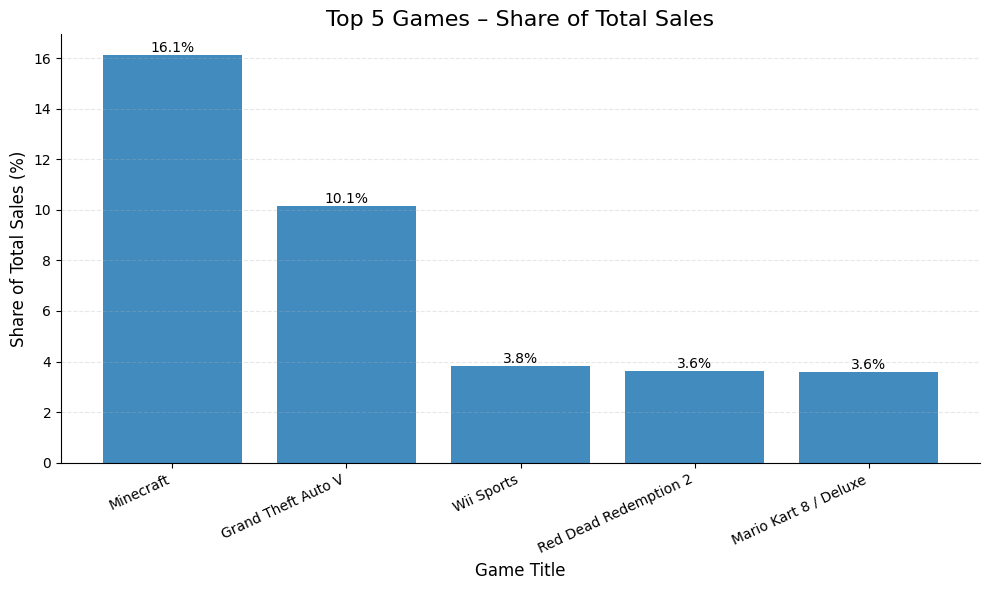 Top 5 Games – Share of Total Sales
Share of Total Sales (%)
16
14
12
10
8
6
4
2
0
16.1%
10.1%
3.8%
3.6%
3.6%
Minecraft
Grand Theft Auto V
Wii Sports
Red Dead Redemption 2
Mario Kart 8 / Deluxe
Game Title